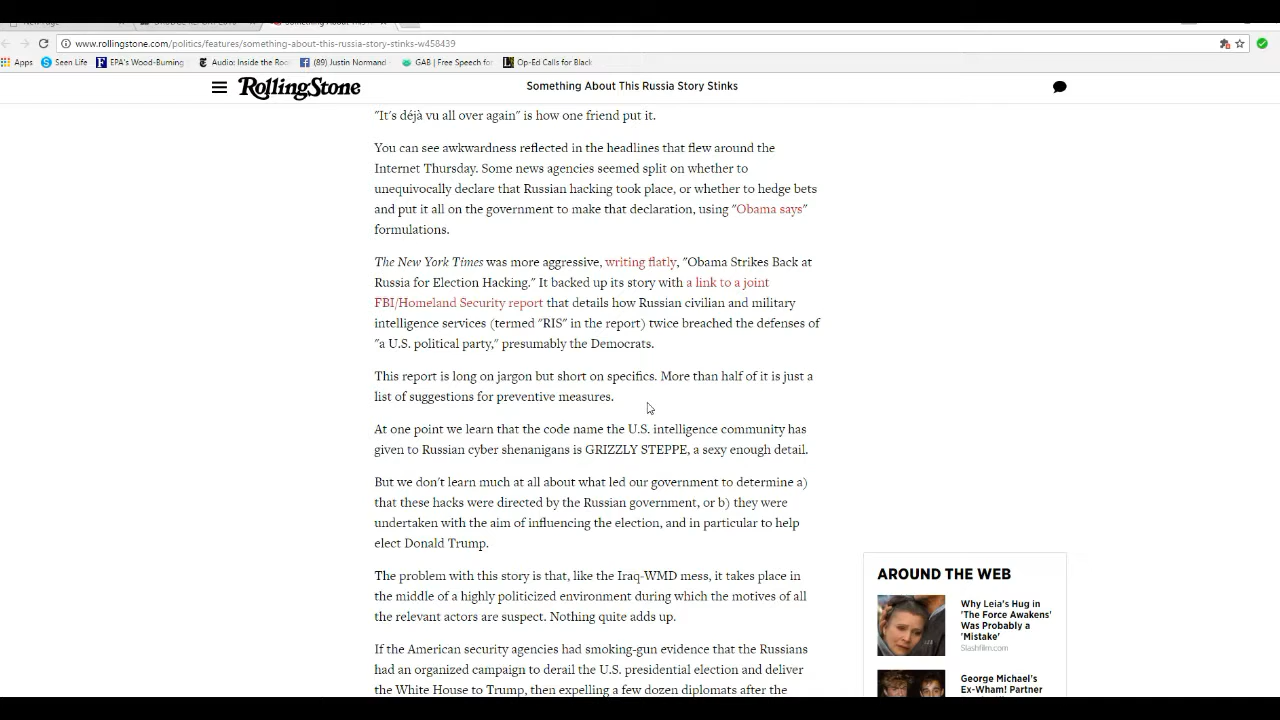 Something About This
www.rollingstone.com/politics/features/something-about-this-russia-story-stinks-w458439
Apps Seen Life EPA's Wood-Burning Audio: Inside the Roo (89) Justin Normand GAB | Free Speech fo Op-Ed Calls for Black
RollingStone Something About This Russia Story Stinks
"It's déjà vu all over again" is how one friend put it.
You can see awkwardness reflected in the headlines that flew around the
Internet Thursday. Some news agencies seemed split on whether to
unequivocally declare that Russian hacking took place, or whether to hedge bets
and put it all on the government to make that declaration, using "Obama says"
formulations.
The New York Times was more aggressive, writing flatly, "Obama Strikes Back at
Russia for Election Hacking." It backed up its story with a link to a joint
FBI/Homeland Security report that details how Russian civilian and military
intelligence services (termed "RIS" in the report) twice breached the defenses of
"a U.S. political party," presumably the Democrats.
This report is long on jargon but short on specifics. More than half of it is just a
list of suggestions for preventive measures.
At one point we learn that the code name the U.S. intelligence community has
given to Russian cyber shenanigans is GRIZZLY STEPPE, a sexy enough detail.
But we don't learn much at all about what led our government to determine a)
that these hacks were directed by the Russian government, or b) they were
undertaken with the aim of influencing the election, and in particular to help
elect Donald Trump.
The problem with this story is that, like the Iraq-WMD mess, it takes place in
the middle of a highly politicized environment during which the motives of all
the relevant actors are suspect. Nothing quite adds up.
If the American security agencies had smoking-gun evidence that the Russians
had an organized campaign to derail the U.S. presidential election and deliver
the White House to Trump, then expelling a few dozen diplomats after the
AROUND THE WEB
Why Leia's Hug in
'The Force Awakens'
Was Probably a
'Mistake'
Slashfilm.com
George Michael's
Ex-Wham! Partner